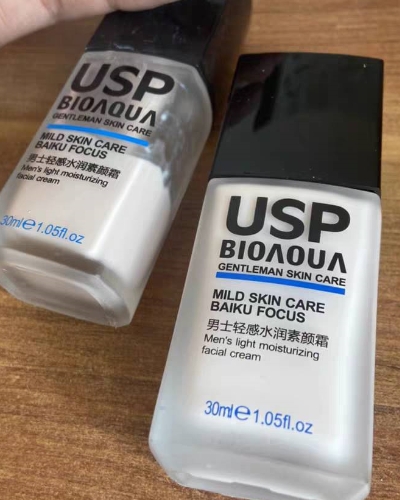 USP
BIOAQUA
GENTLEMAN SKIN CARE
MILD SKIN CARE
BAIKU FOCUS
男士轻感水润素颜霜
Men's light moisturizing
facial cream
30ml℮1.05fl.oz
USP
BIOAQUA
GENTLEMAN SKIN CARE
MILD SKIN CARE
BAIKU FOCUS
男士轻感水润素颜霜
Men's light moisturizing
facial cream
30ml℮1.05fl.oz